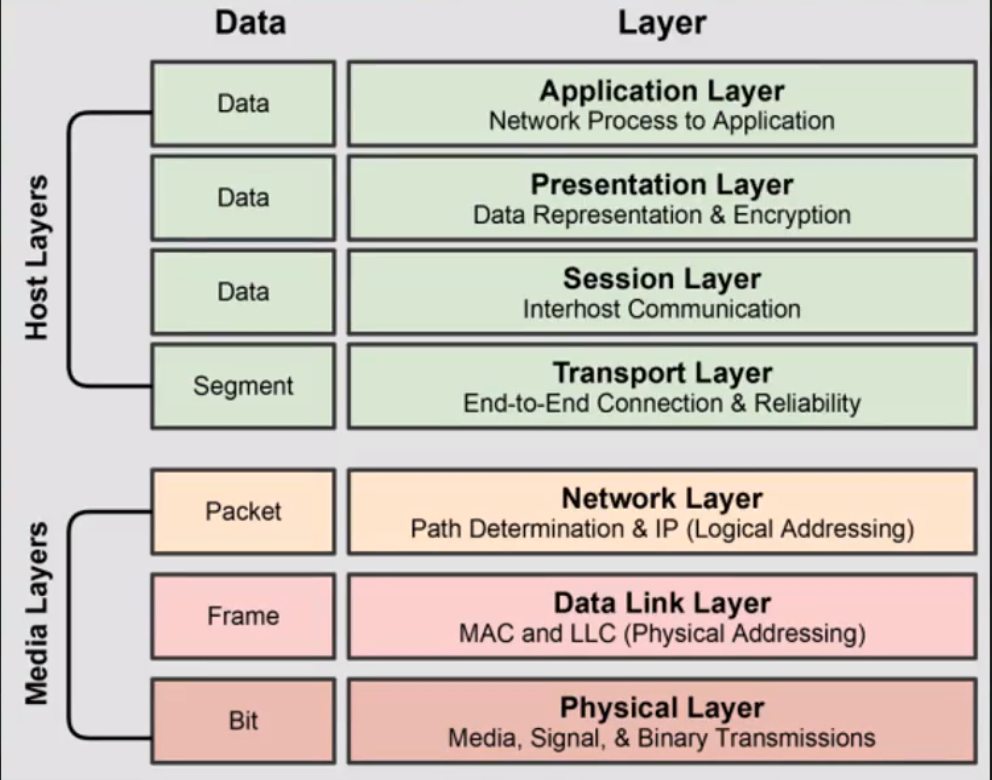 Data
Layer
Host Layers
Data
Application Layer
Network Process to Application
Data
Presentation Layer
Data Representation & Encryption
Data
Session Layer
Interhost Communication
Segment
Transport Layer
End-to-End Connection & Reliability
Media Layers
Packet
Network Layer
Path Determination & IP (Logical Addressing)
Frame
Data Link Layer
MAC and LLC (Physical Addressing)
Bit
Physical Layer
Media, Signal, & Binary Transmissions